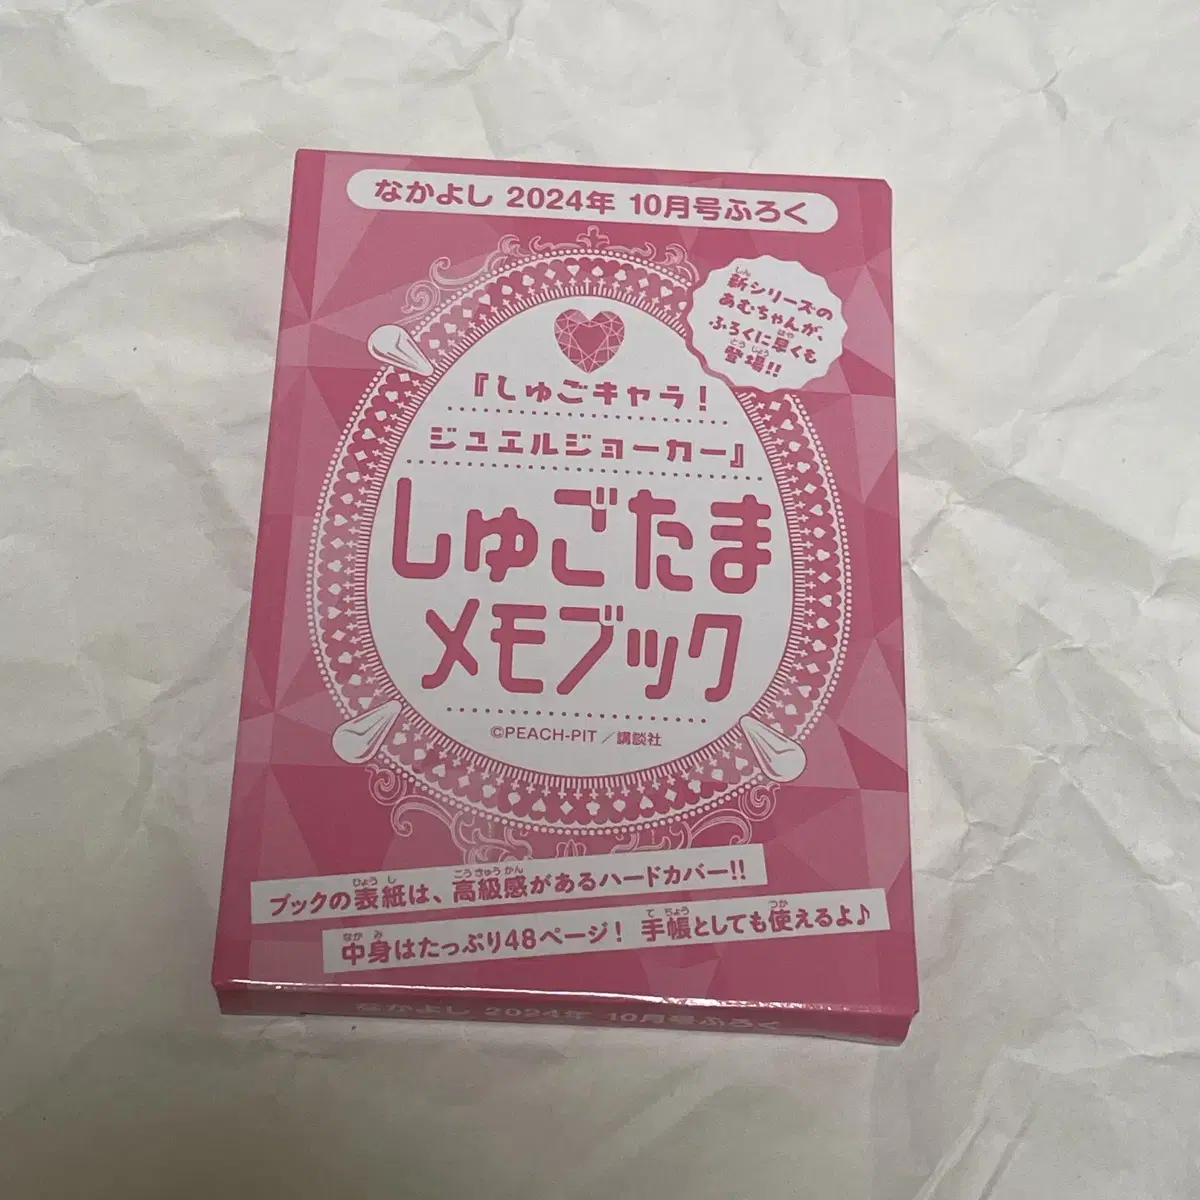 なかよし 2024年 10月号ふろく
新シリーズの
あむちゃんが、
ふろくに早くも
登場!!
『しゅごキャラ！
ジュエルジョーカー』
しゅごたま
メモブック
©PEACH-PIT／講談社
ブックの表紙は、高級感があるハードカバー!!
中身はたっぷり48ページ！ 手帳としても使えるよ♪
なかよし 2024年 10月号ふろく